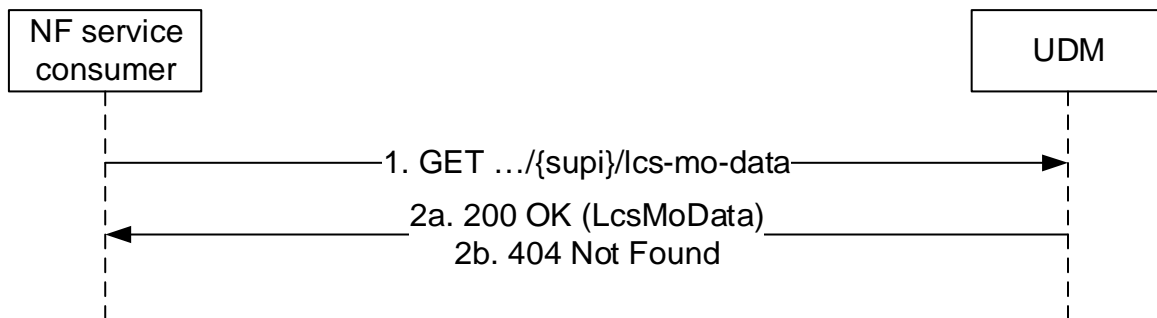 NF service
consumer
UDM
1. GET …/{supi}/lcs-mo-data
2a. 200 OK (LcsMoData)
2b. 404 Not Found